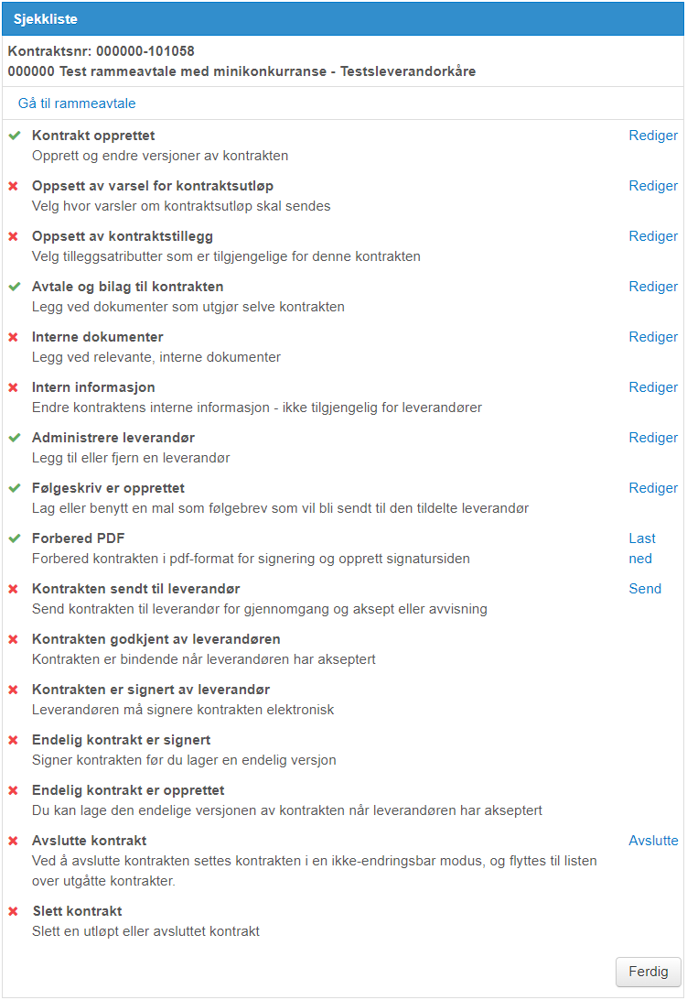 Sjekkliste
Kontraktsnr: 000000-101058
000000 Test rammeavtale med minikonkurranse - Testsleverandorkåre
Gå til rammeavtale
Kontrakt opprettet Rediger
Opprett og endre versjoner av kontrakten
Oppsett av varsel for kontraktsutløp Rediger
Velg hvor varsler om kontraktsutløp skal sendes
Oppsett av kontraktstillegg Rediger
Velg tilleggsatributter som er tilgjengelige for denne kontrakten
Avtale og bilag til kontrakten Rediger
Legg ved dokumenter som utgjør selve kontrakten
Interne dokumenter Rediger
Legg ved relevante, interne dokumenter
Intern informasjon Rediger
Endre kontraktens interne informasjon - ikke tilgjengelig for leverandører
Administrere leverandør Rediger
Legg til eller fjern en leverandør
Følgeskriv er opprettet Rediger
Lag eller benytt en mal som følgebrev som vil bli sendt til den tildelte leverandør
Forbered PDF Last
Forbered kontrakten i pdf-format for signering og opprett signatursiden ned
Kontrakten sendt til leverandør Send
Send kontrakten til leverandør for gjennomgang og aksept eller avvisning
Kontrakten godkjent av leverandøren
Kontrakten er bindende når leverandøren har akseptert
Kontrakten er signert av leverandør
Leverandøren må signere kontrakten elektronisk
Endelig kontrakt er signert
Signer kontrakten før du lager en endelig versjon
Endelig kontrakt er opprettet
Du kan lage den endelige versjonen av kontrakten når leverandøren har akseptert
Avslutte kontrakt Avslutte
Ved å avslutte kontrakten settes kontrakten i en ikke-endringsbar modus, og flyttes til listen
over utgåtte kontrakter.
Slett kontrakt
Slett en utløpt eller avsluttet kontrakt
Ferdig